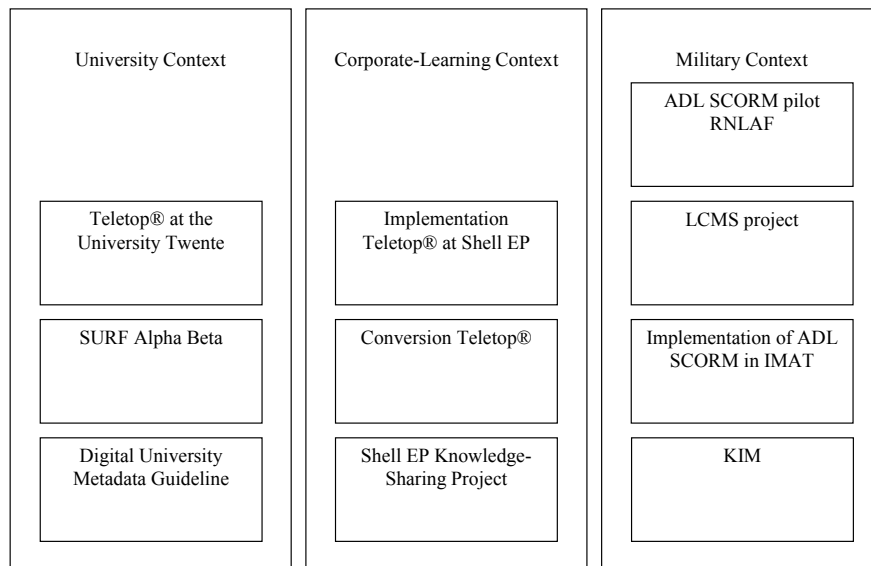 University Context
Teletop® at the
University Twente
SURF Alpha Beta
Digital University
Metadata Guideline
Corporate-Learning Context
Implementation
Teletop® at Shell EP
Conversion Teletop®
Shell EP Knowledge-
Sharing Project
Military Context
ADL SCORM pilot
RNLAF
LCMS project
Implementation of ADL
SCORM in IMAT
KIM